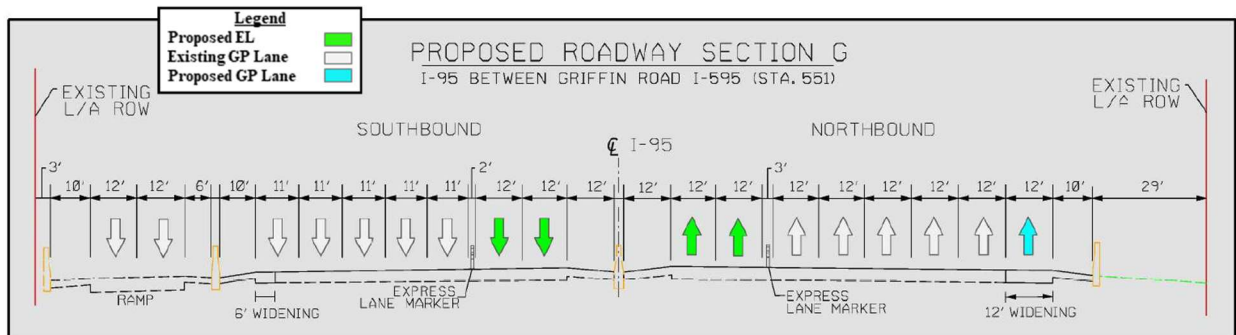 Legend
Proposed EL
Existing GP Lane
Proposed GP Lane
PROPOSED ROADWAY SECTION G
I-95 BETWEEN GRIFFIN ROAD I-595 (STA.551)
EXISTING
L/A ROW
EXISTING
L/A ROW
SOUTHBOUND
NORTHBOUND
℄ I-95
3' 2' 3'
10' 12' 12' 6' 10' 11' 11' 11' 11' 11' 12' 12' 12' 12' 12' 12' 12' 12' 12' 12' 12' 12' 10' 29'
RAMP
EXPRESS
LANE MARKER
EXPRESS
LANE MARKER
6' WIDENING
12' WIDENING